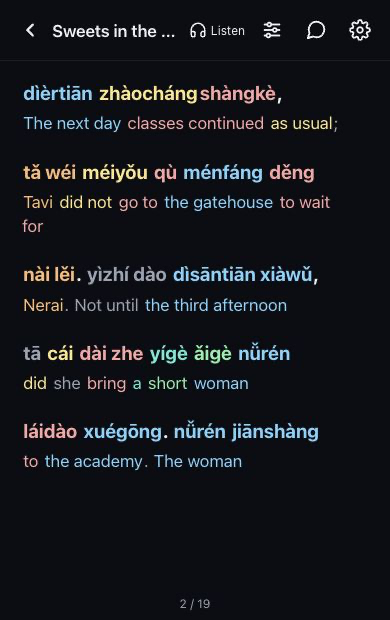 Sweets in the ... Listen
dìèrtiān zhàocháng shàngkè,
The next day classes continued as usual;
tǎ wéi méiyǒu qù ménfáng děng
Tavi did not go to the gatehouse to wait
for
nài lěi. yìzhí dào dìsāntiān xiàwǔ,
Nerai. Not until the third afternoon
tā cái dài zhe yígè ǎigè nǚrén
did she bring a short woman
láidào xuégōng. nǚrén jiānshàng
to the academy. The woman
2 / 19